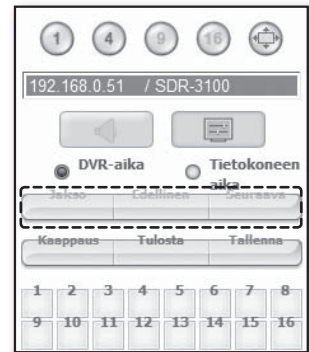 1 4 9 16
192.168.0.51 / SDR-3100
DVR-aika Tietokoneen aika
Jakso Edellinen Seuraava
Kaappaus Tulosta Tallenna
1 2 3 4 5 6 7 8
9 10 11 12 13 14 15 16